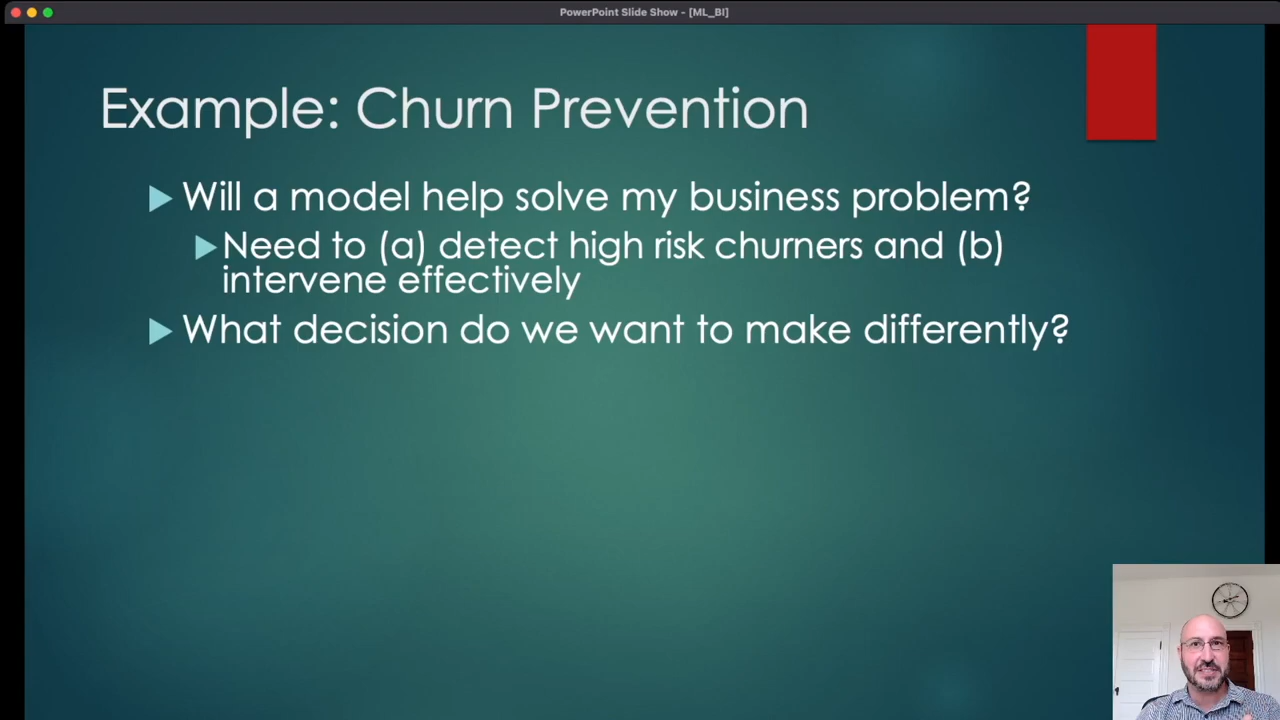 PowerPoint Slide Show - [ML_BI]
Example: Churn Prevention
Will a model help solve my business problem?
Need to (a) detect high risk churners and (b)
intervene effectively
What decision do we want to make differently?